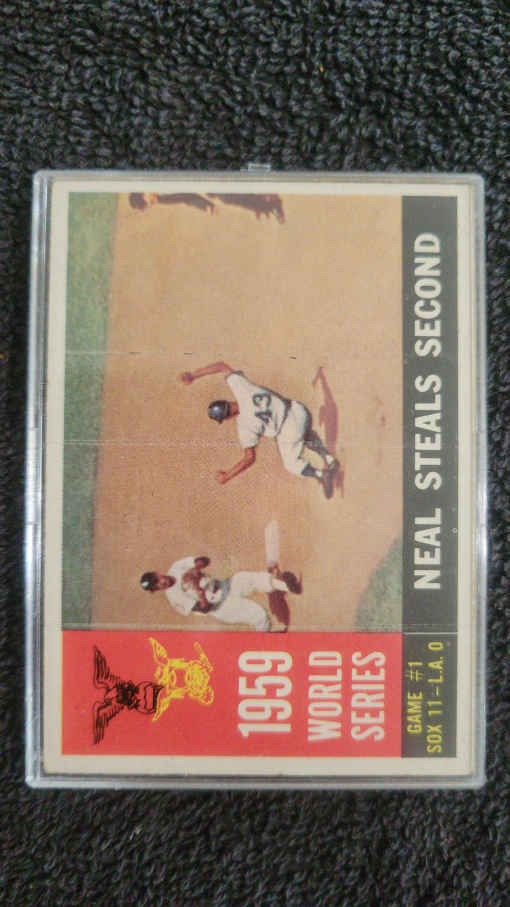 1959
WORLD
SERIES
43
GAME #1
SOX 11-L.A. 0
NEAL STEALS SECOND